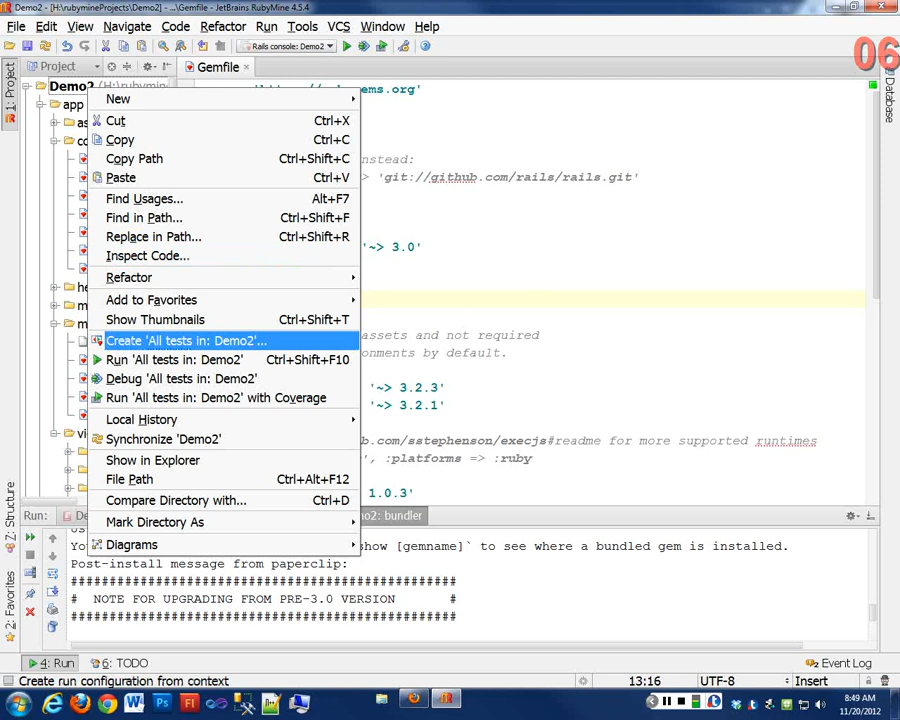 Demo2 - [H:\rubymineProjects\Demo2] - ...\Gemfile - JetBrains RubyMine 4.5.4
File Edit View Navigate Code Refactor Run Tools VCS Window Help
06
Rails console: Demo2
1: Project
Project
Gemfile ×
Database
Demo2 (H:\rubymin
app
New
Cut Ctrl+X
Copy Ctrl+C
Copy Path Ctrl+Shift+C
Paste Ctrl+V
Find Usages... Alt+F7
Find in Path... Ctrl+Shift+F
Replace in Path... Ctrl+Shift+R
Inspect Code...
Refactor
Add to Favorites
Show Thumbnails Ctrl+Shift+T
Create 'All tests in: Demo2'...
Run 'All tests in: Demo2' Ctrl+Shift+F10
Debug 'All tests in: Demo2'
Run 'All tests in: Demo2' with Coverage
Local History
Synchronize 'Demo2'
Show in Explorer
File Path Ctrl+Alt+F12
Compare Directory with... Ctrl+D
Mark Directory As
Diagrams
ems.org'
nstead:
> 'git://github.com/rails/rails.git'
'~> 3.0'
assets and not required
onments by default.
'~> 3.2.3'
'~> 3.2.1'
b.com/sstephenson/execjs#readme for more supported runtimes
', :platforms => :ruby
1.0.3'
Z: Structure
2: Favorites
Run: De
mo2: bundler
Yo show [gemname]` to see where a bundled gem is installed.
Post-install message from paperclip:
##################################################
# NOTE FOR UPGRADING FROM PRE-3.0 VERSION #
##################################################
4: Run 6: TODO Event Log
Create run configuration from context 13:16 UTF-8 Insert
8:49 AM
11/20/2012